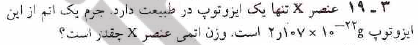 ۱۹ - ۳ عنصر X تنها یک ایزوتوپ در طبیعت دارد. جرم یک اتم از این
ایزوتوپ ۲٫۱۰۷ × ۱۰⁻²²g است. وزن اتمی عنصر X چقدر است؟